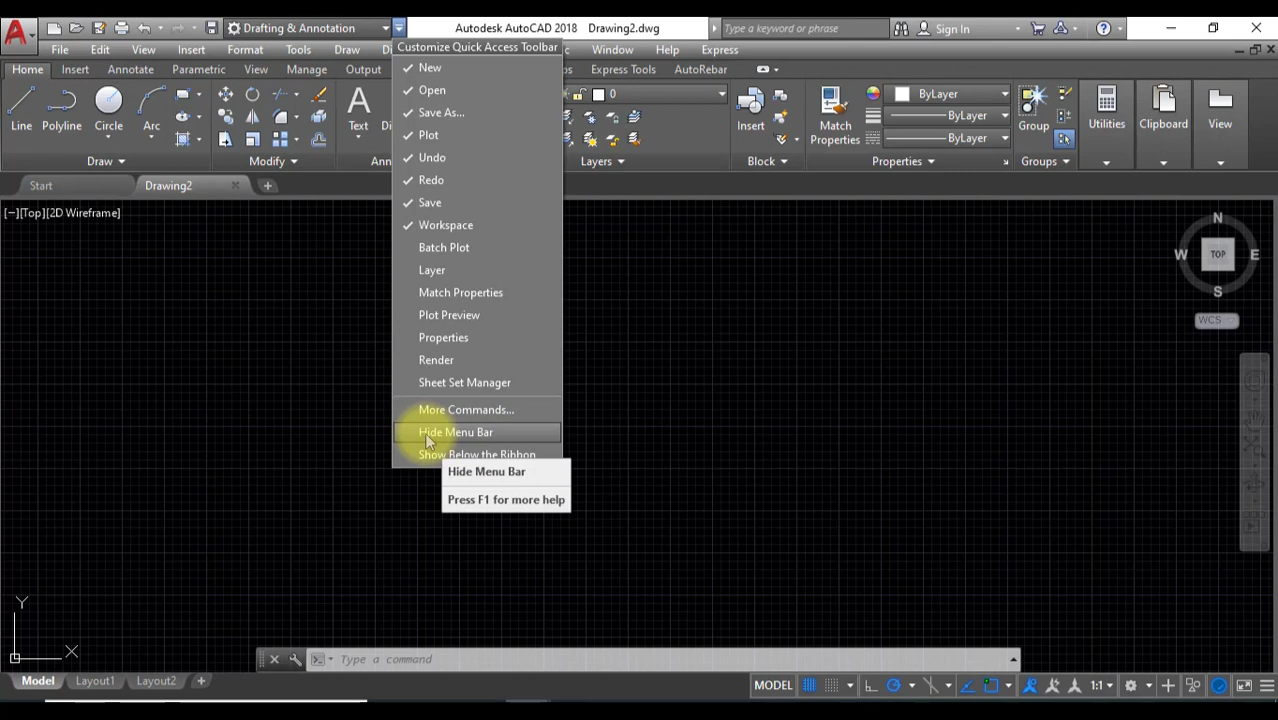 A Drafting & Annotation Autodesk AutoCAD 2018 Drawing2.dwg Type a keyword or phrase Sign In
File Edit View Insert Format Tools Draw Window Help Express
Customize Quick Access Toolbar
Home Insert Annotate Parametric View Manage Output Express Tools AutoRebar
New
Open
Save As...
Plot
Undo
Redo
Save
Workspace
Batch Plot
Layer
Match Properties
Plot Preview
Properties
Render
Sheet Set Manager
More Commands...
Hide Menu Bar
Show Below the Ribbon
Hide Menu Bar
Press F1 for more help
0
ByLayer
ByLayer
ByLayer
Line Polyline Circle Arc A Text Insert Match Properties Group Utilities Clipboard View
Draw Modify Layers Block Properties Groups
Start Drawing2
[−][Top][2D Wireframe]
N
W TOP E
S
WCS
Y
X
Type a command
Model Layout1 Layout2 MODEL 1:1